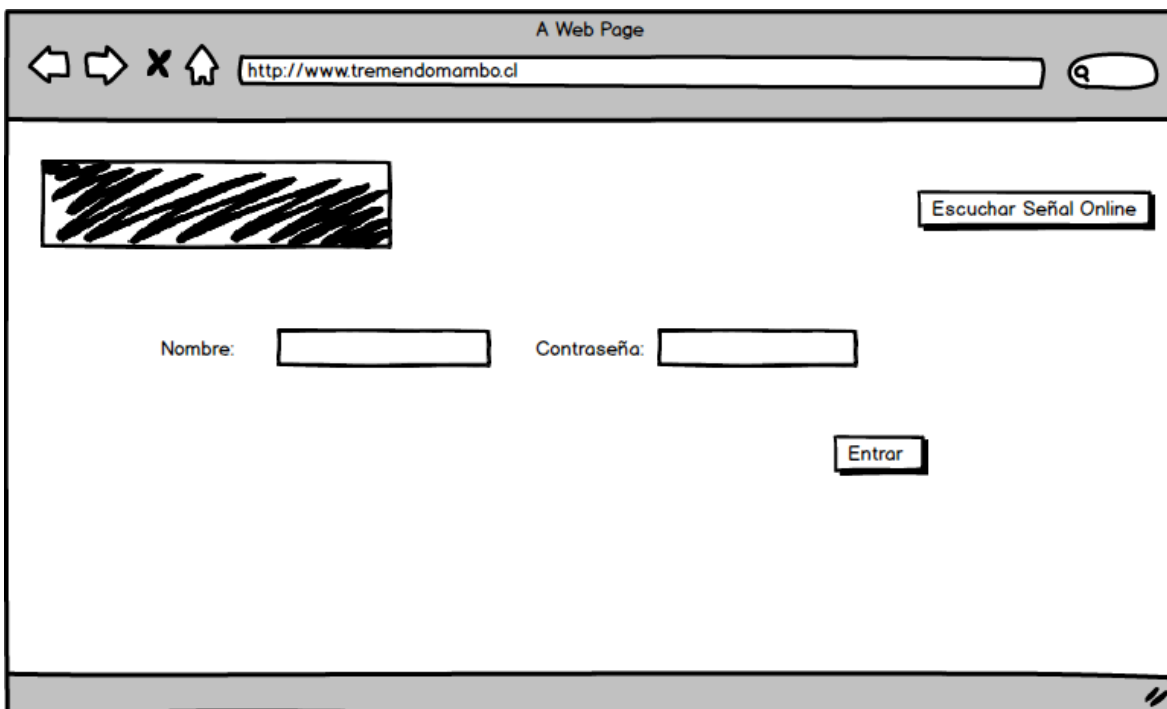 A Web Page
http://www.tremendomambo.cl
Escuchar Señal Online
Nombre: Contraseña:
Entrar